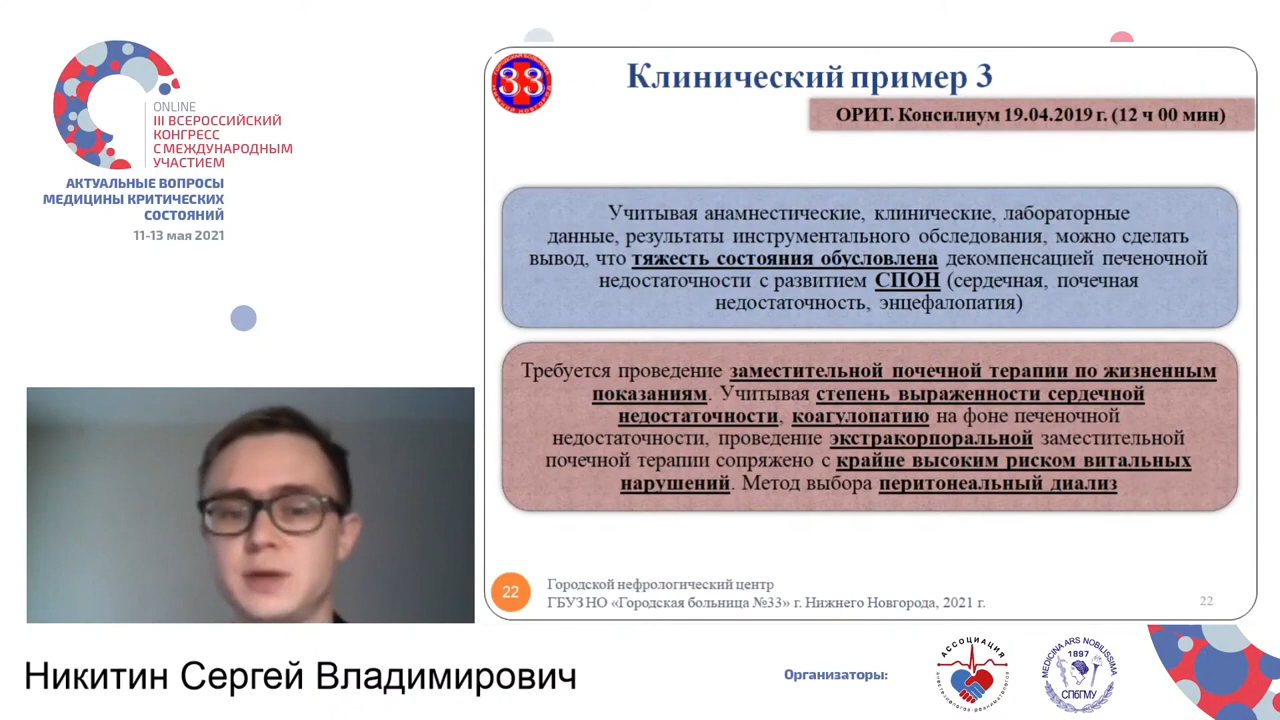 ONLINE
III ВСЕРОССИЙСКИЙ
КОНГРЕСС
С МЕЖДУНАРОДНЫМ
УЧАСТИЕМ
АКТУАЛЬНЫЕ ВОПРОСЫ
МЕДИЦИНЫ КРИТИЧЕСКИХ
СОСТОЯНИЙ
11-13 мая 2021
33
Клинический пример 3
ОРИТ. Консилиум 19.04.2019 г. (12 ч 00 мин)
Учитывая анамнестические, клинические, лабораторные
данные, результаты инструментального обследования, можно сделать
вывод, что тяжесть состояния обусловлена декомпенсацией печеночной
недостаточности с развитием СПОН (сердечная, почечная
недостаточность, энцефалопатия)
Требуется проведение заместительной почечной терапии по жизненным
показаниям. Учитывая степень выраженности сердечной
недостаточности, коагулопатию на фоне печеночной
недостаточности, проведение экстракорпоральной заместительной
почечной терапии сопряжено с крайне высоким риском витальных
нарушений. Метод выбора перитонеальный диализ
22
Городской нефрологический центр
ГБУЗ НО «Городская больница №33» г. Нижнего Новгорода, 2021 г.
22
Никитин Сергей Владимирович
Организаторы:
АССОЦИАЦИЯ
MEDICINA ARS NOBILISSIMA
1897
СПбГМУ